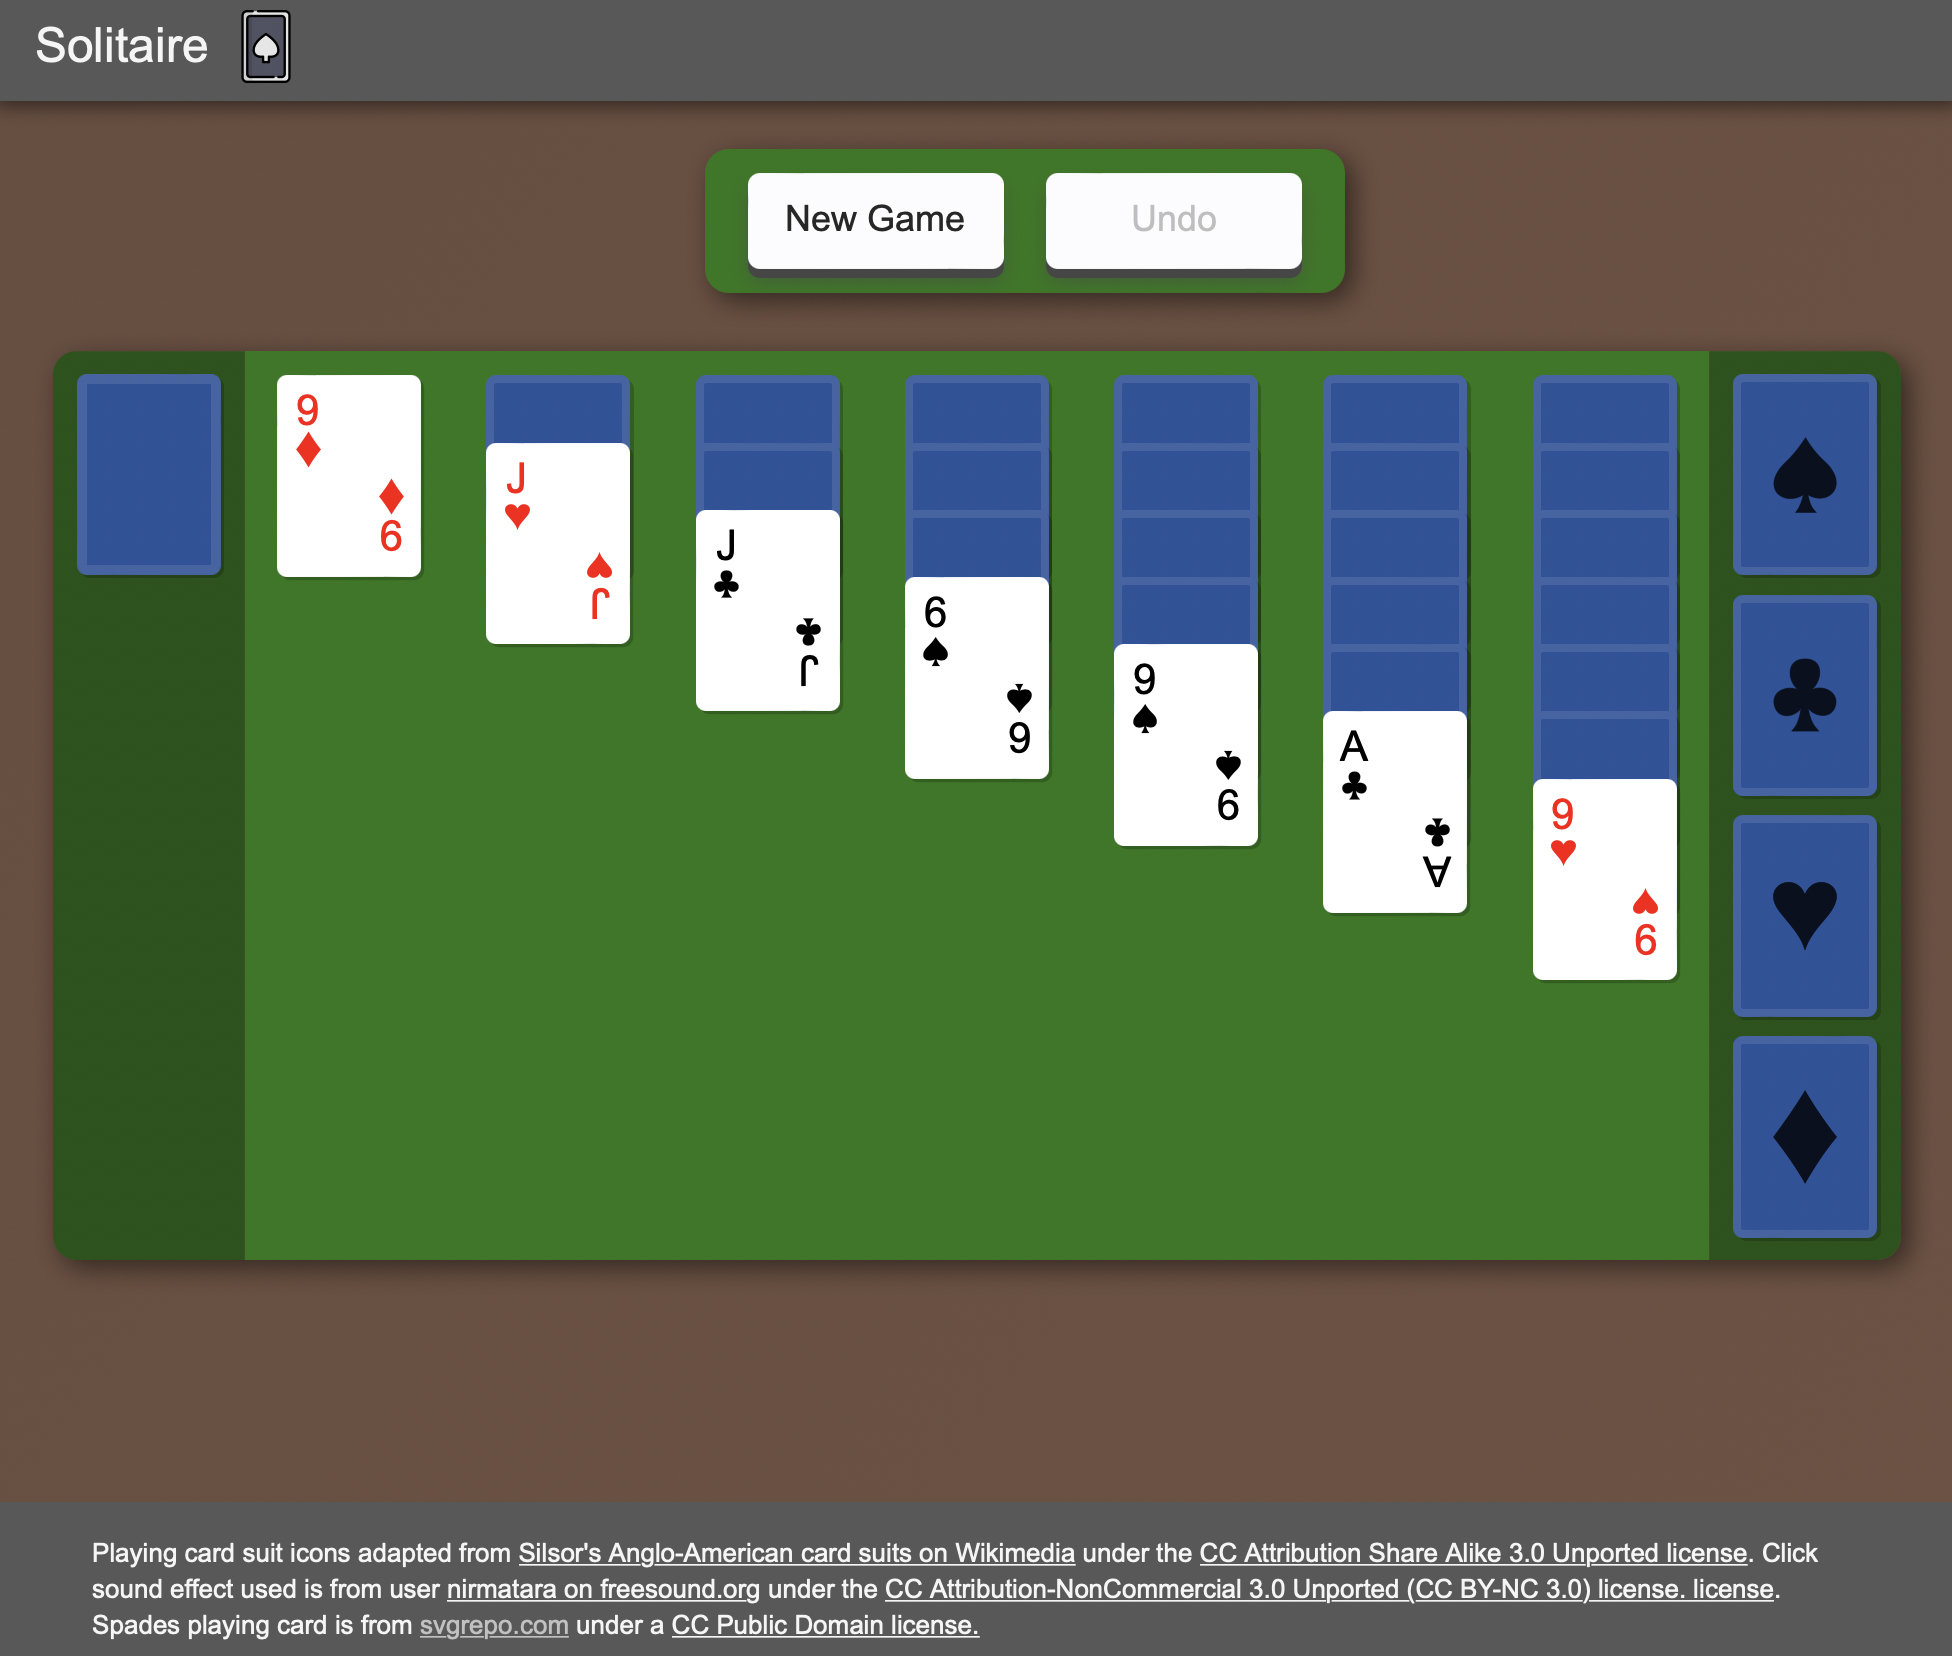 Solitaire
New Game
Undo
9
9
J
J
J
J
6
6
9
9
A
A
9
9
Playing card suit icons adapted from Silsor's Anglo-American card suits on Wikimedia under the CC Attribution Share Alike 3.0 Unported license. Click
sound effect used is from user nirmatara on freesound.org under the CC Attribution-NonCommercial 3.0 Unported (CC BY-NC 3.0) license. license.
Spades playing card is from svgrepo.com under a CC Public Domain license.